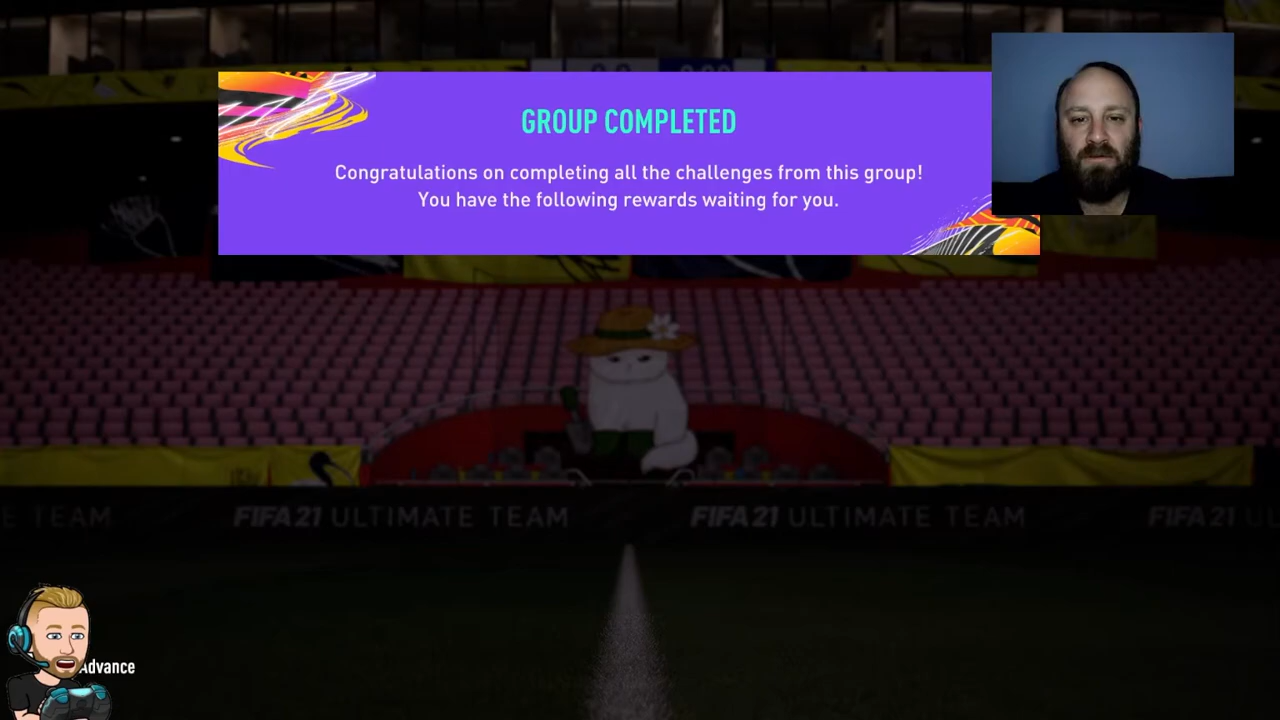 GROUP COMPLETED
Congratulations on completing all the challenges from this group!
You have the following rewards waiting for you.
E TEAM
FIFA 21 ULTIMATE TEAM
FIFA 21 ULTIMATE TEAM
FIFA 21 UL
Advance